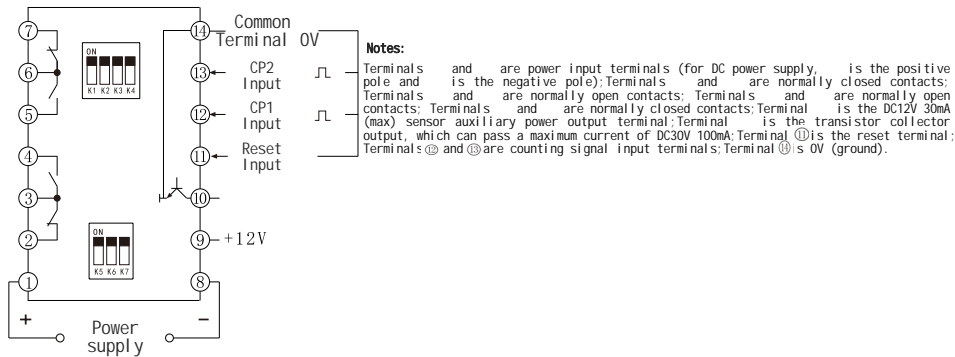 ⑦
⑥
⑤
④
③
②
①
ON
K1 K2 K3 K4
ON
K5 K6 K7
⑭
⑬
⑫
⑪
⑩
⑨
⑧
Common
Terminal 0V
CP2
Input
CP1
Input
Reset
Input
+12V
+
Power
supply
−
Notes:
Terminals and are power input terminals (for DC power supply, is the positive
pole and is the negative pole); Terminals and are normally closed contacts;
Terminals and are normally open contacts; Terminals and are normally open
contacts; Terminals and are normally closed contacts; Terminal is the DC12V 30mA
(max) sensor auxiliary power output terminal; Terminal is the transistor collector
output, which can pass a maximum current of DC30V 100mA; Terminal ⑪ is the reset terminal;
Terminals ⑫ and ⑬ are counting signal input terminals; Terminal ⑭ is 0V (ground).